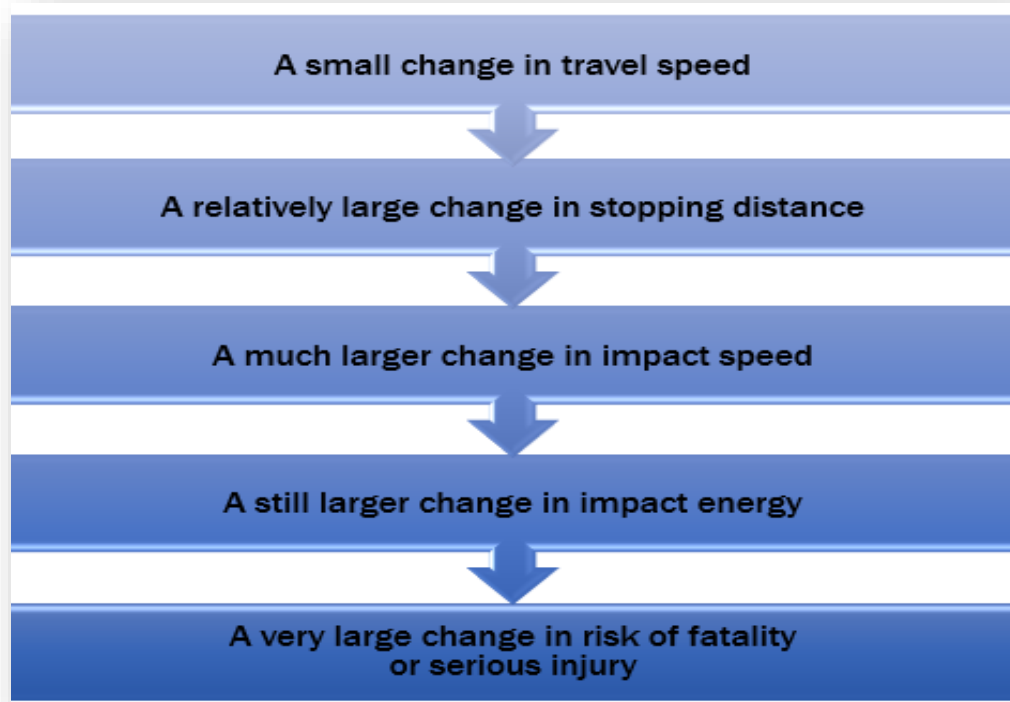 A small change in travel speed
A relatively large change in stopping distance
A much larger change in impact speed
A still larger change in impact energy
A very large change in risk of fatality
or serious injury